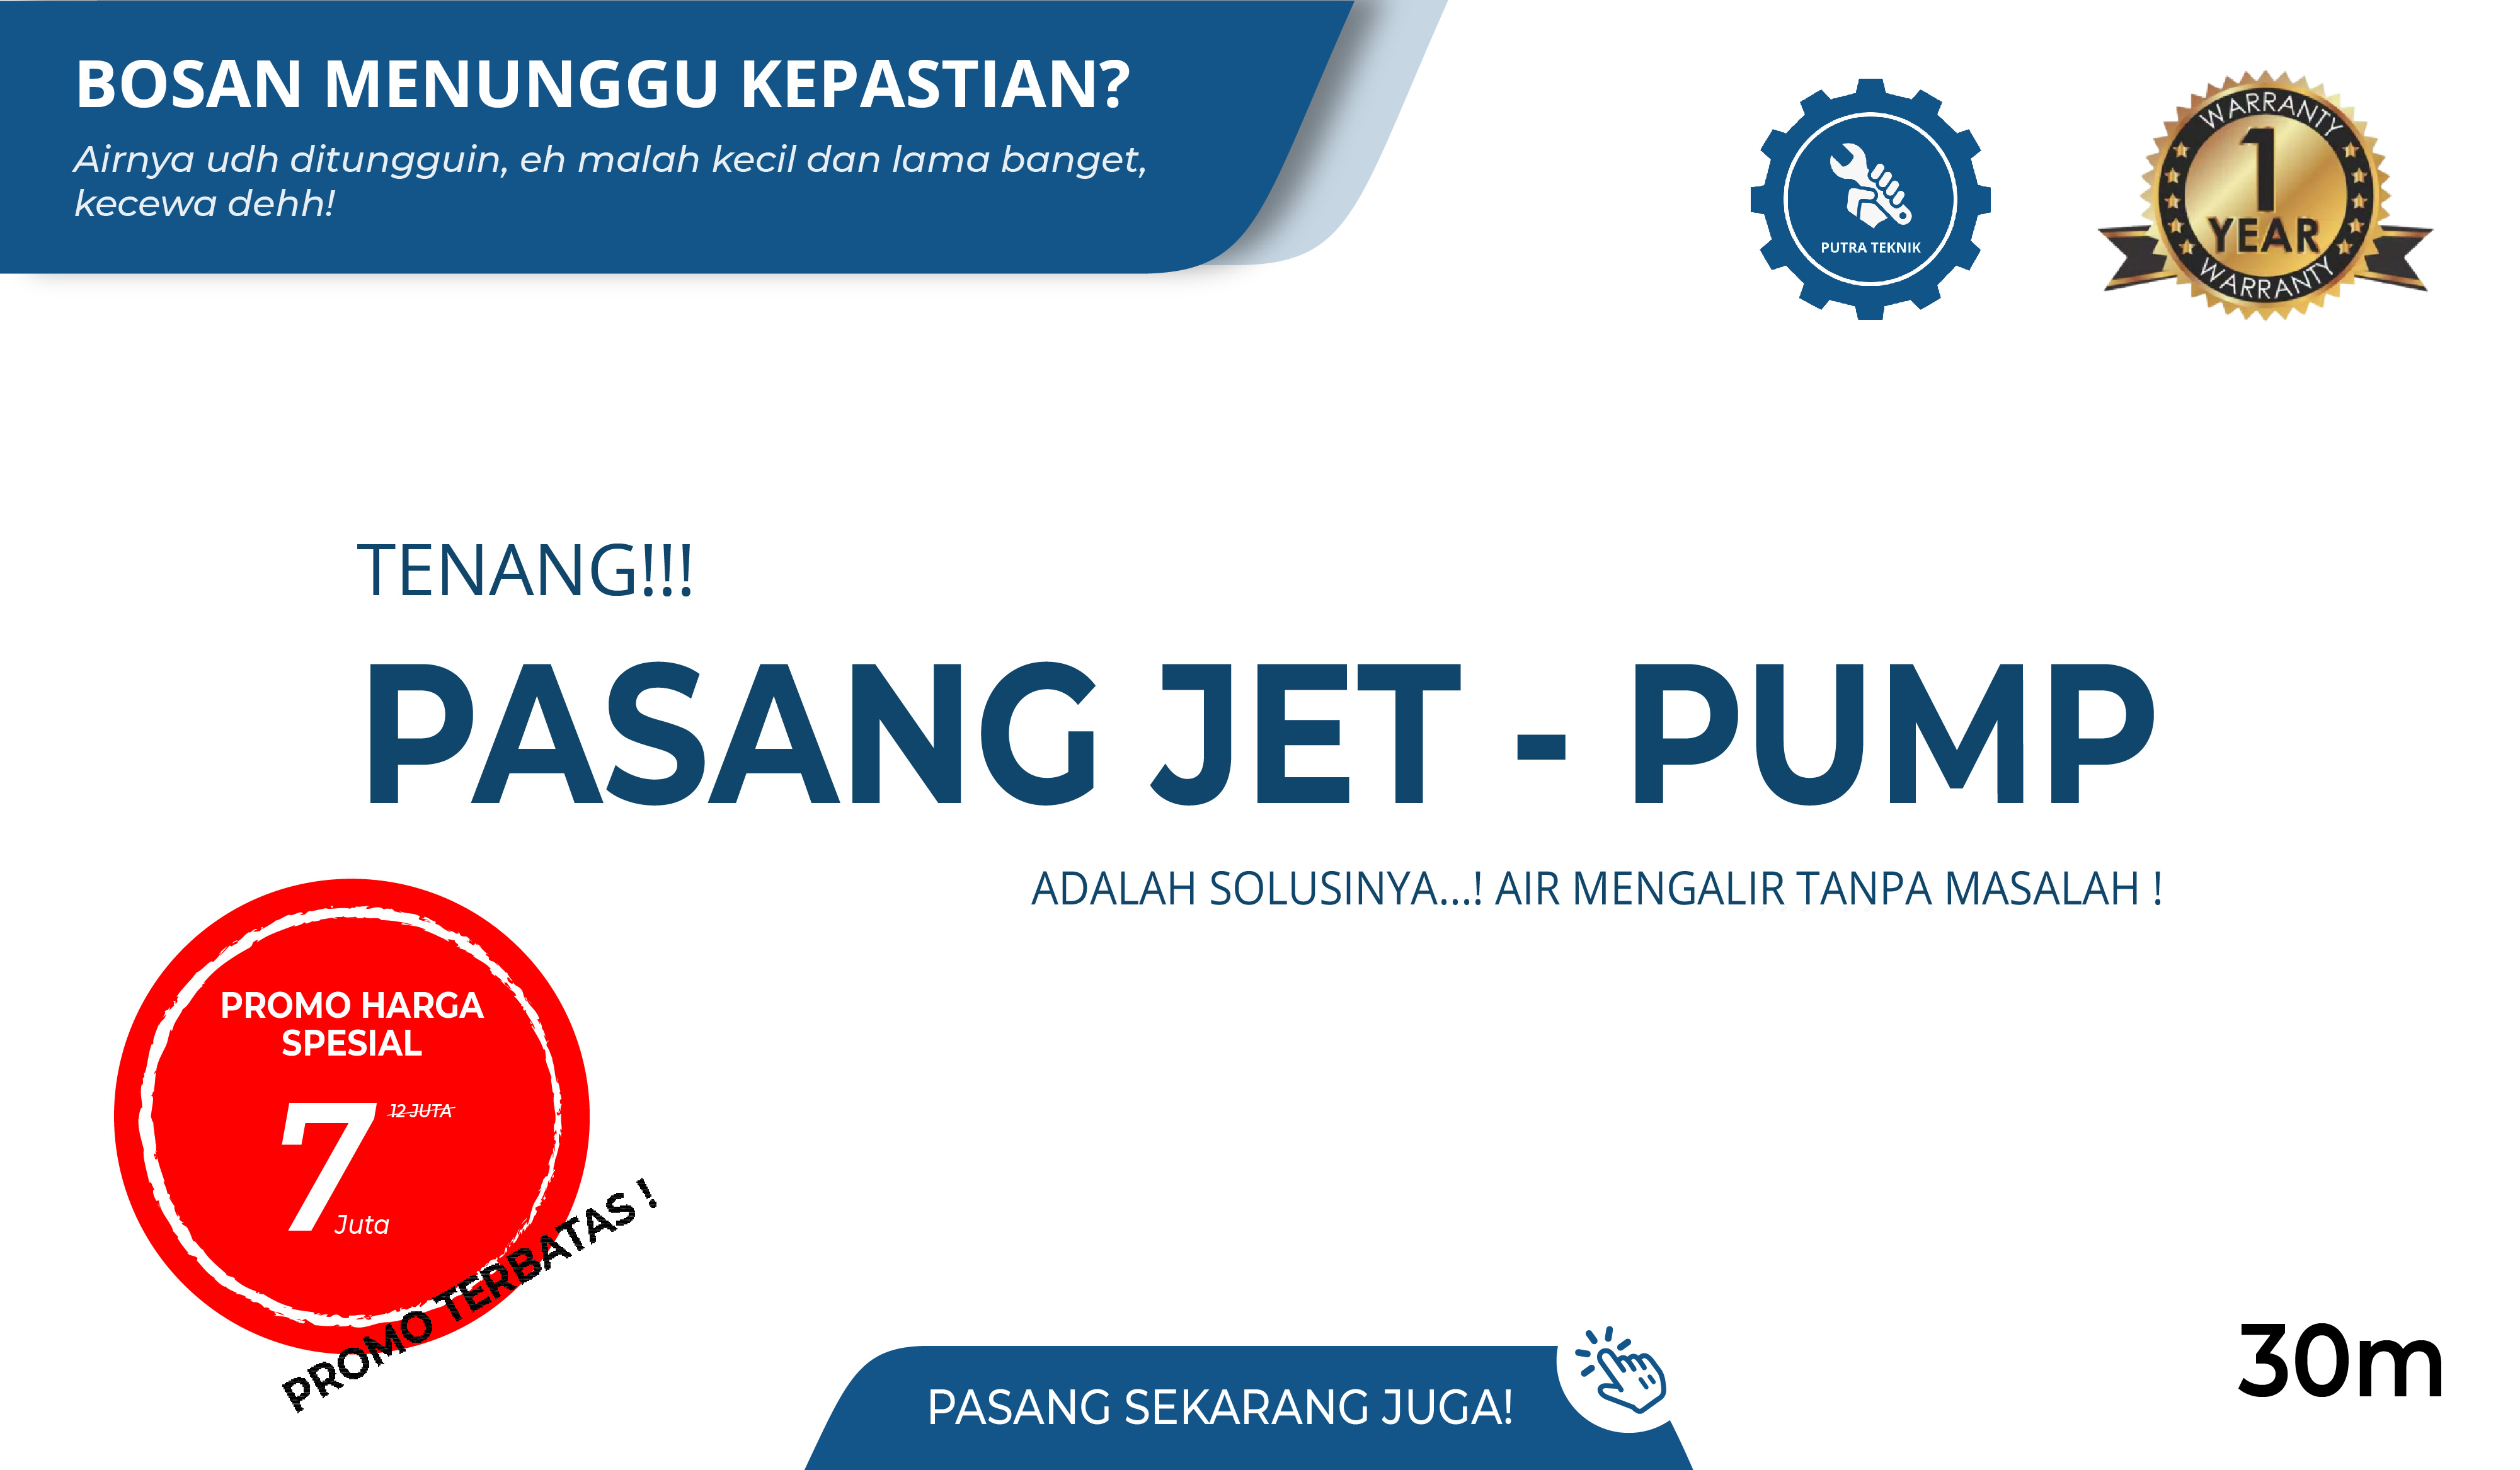 BOSAN MENUNGGU KEPASTIAN?
Airnya udh ditungguin, eh malah kecil dan lama banget,
kecewa dehh!
PUTRA TEKNIK
WARRANTY
1
YEAR
WARRANTY
TENANG!!!
PASANG JET - PUMP
ADALAH SOLUSINYA...! AIR MENGALIR TANPA MASALAH !
PROMO HARGA
SPESIAL
12 JUTA
7
Juta
PROMO TERBATAS !
PASANG SEKARANG JUGA!
30m